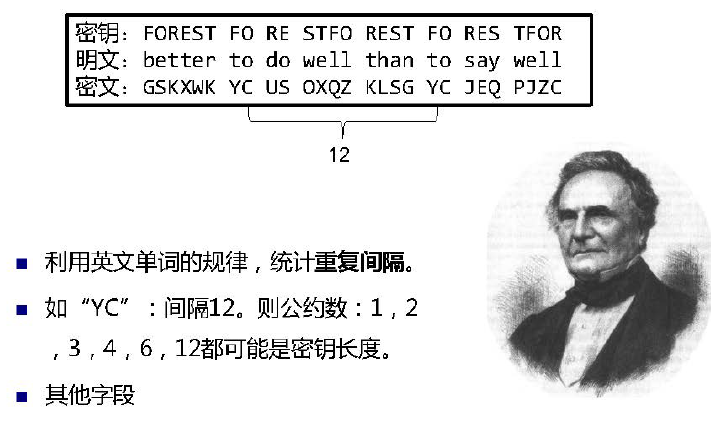 密钥：FOREST FO RE STFO REST FO RES TFOR
明文：better to do well than to say well
密文：GSKXWK YC US OXQZ KLSG YC JEQ PJZC
12
利用英文单词的规律，统计重复间隔。
如“YC”：间隔12。则公约数：1，2
，3，4，6，12都可能是密钥长度。
其他字段